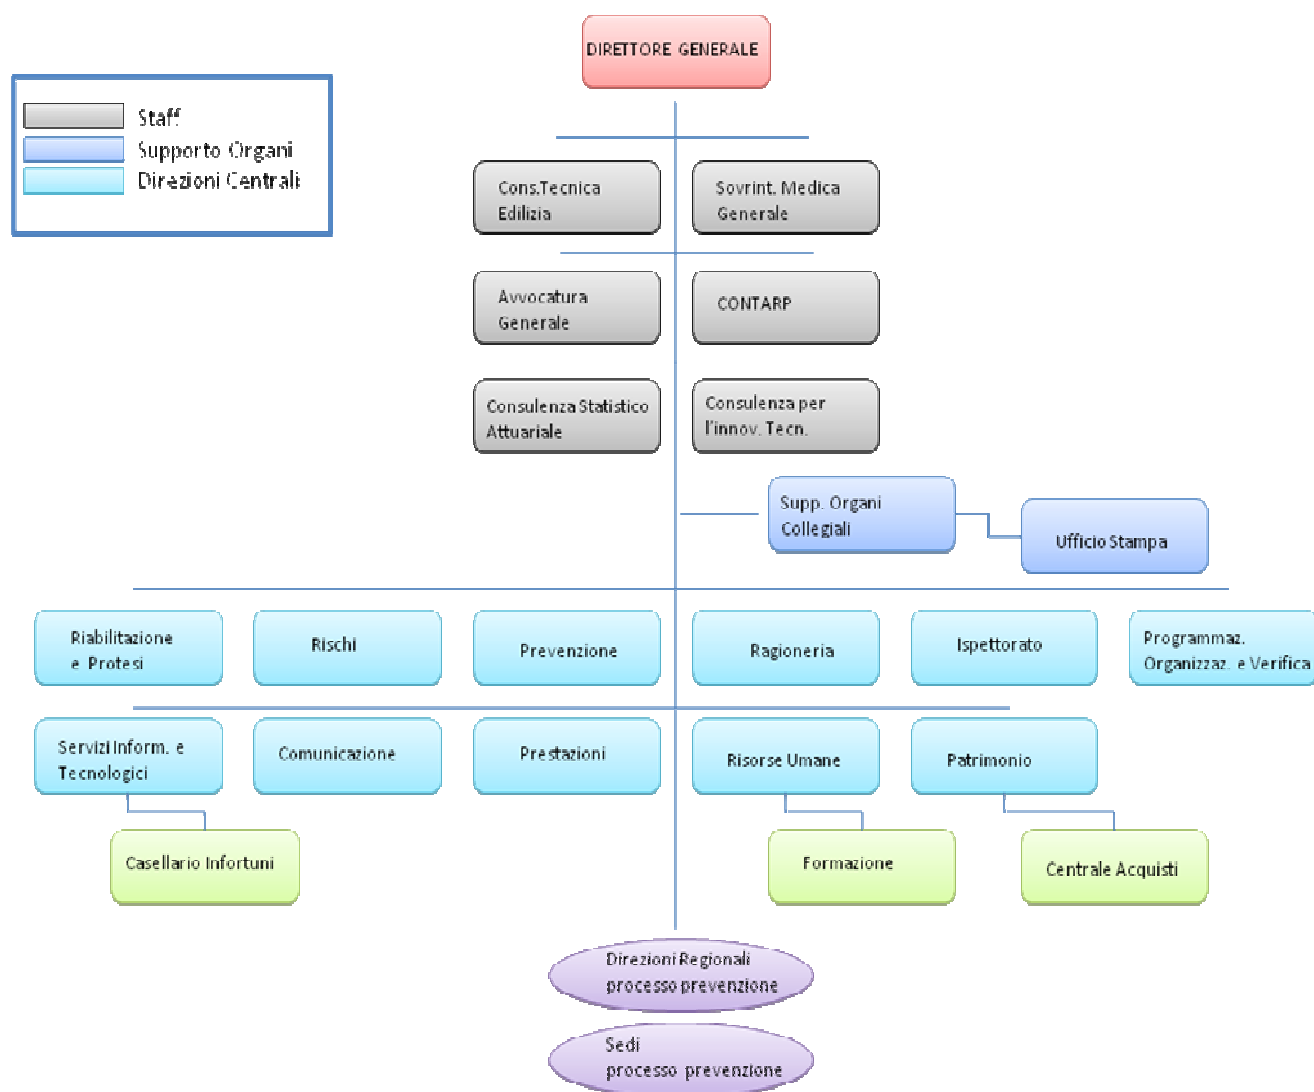 DIRETTORE GENERALE
Staff
Supporto Organi
Direzioni Centrali
Cons.Tecnica
Edilizia
Sovrint. Medica
Generale
Avvocatura
Generale
CONTARP
Consulenza Statistico
Attuariale
Consulenza per
l'innov. Tecn.
Supp. Organi
Collegiali
Ufficio Stampa
Riabilitazione
e Protesi
Rischi
Prevenzione
Ragioneria
Ispettorato
Programmaz.
Organizzaz. e Verifica
Servizi Inform. e
Tecnologici
Comunicazione
Prestazioni
Risorse Umane
Patrimonio
Casellario Infortuni
Formazione
Centrale Acquisti
Direzioni Regionali
processo prevenzione
Sedi
processo prevenzione